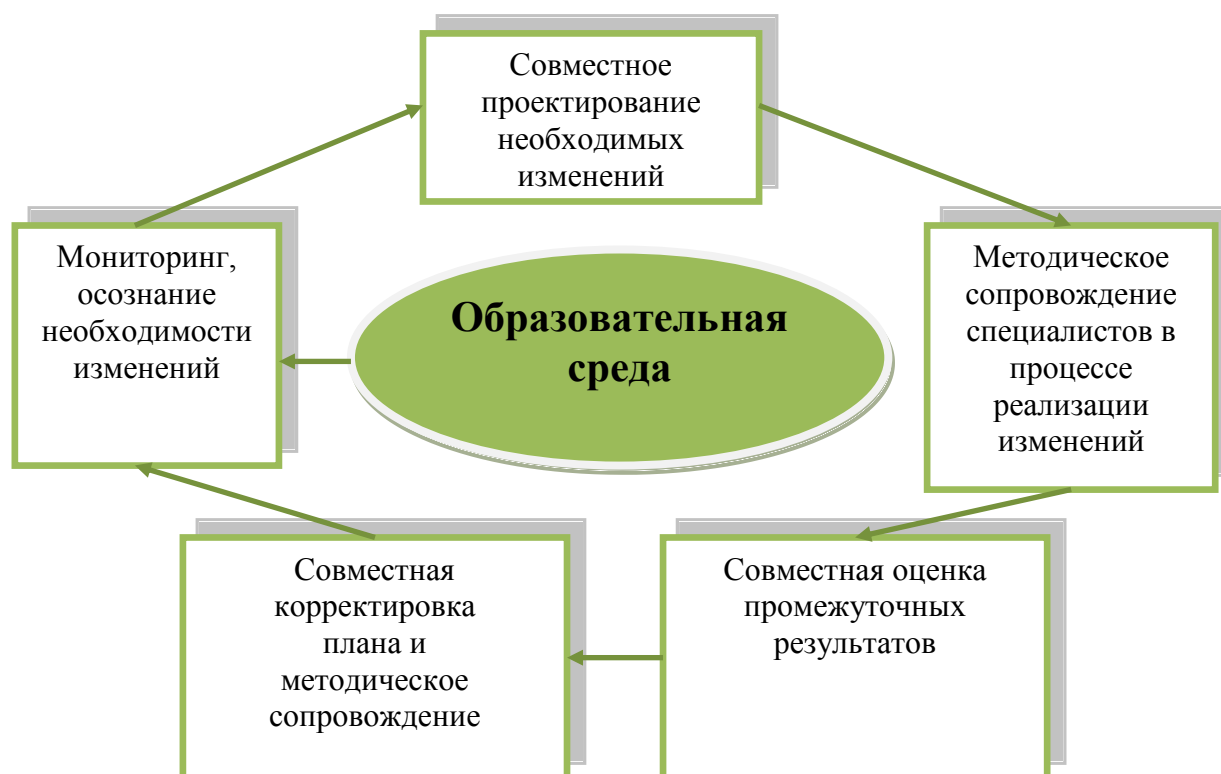 Совместное
проектирование
необходимых
изменений
Мониторинг,
осознание
необходимости
изменений
Образовательная
среда
Методическое
сопровождение
специалистов в
процессе
реализации
изменений
Совместная
корректировка
плана и
методическое
сопровождение
Совместная оценка
промежуточных
результатов